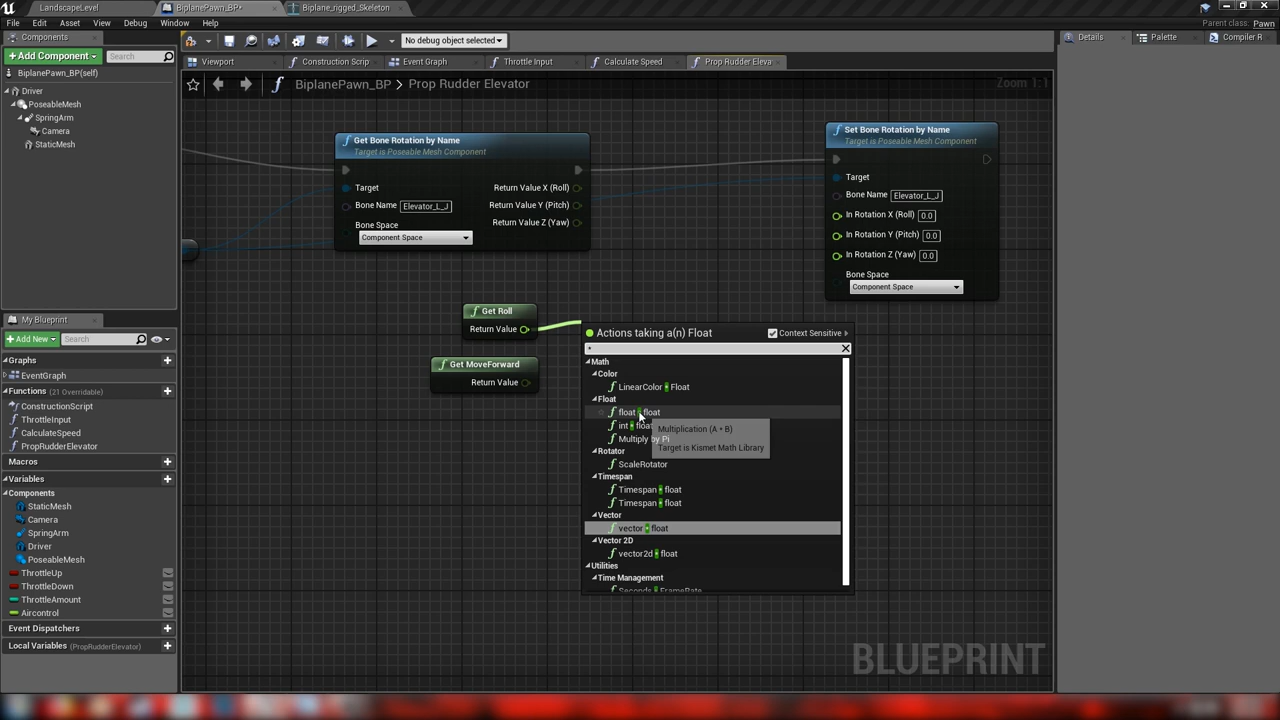 LandscapeLevel
BiplanePawn_BP*
Biplane_rigged_Skeleton
File Edit Asset View Debug Window Help
Parent class: Pawn
Components
No debug object selected
Details Palette Compiler R
+ Add Component Search
Viewport Construction Scrip Event Graph Throttle Input Calculate Speed Prop Rudder Eleva
BiplanePawn_BP(self)
BiplanePawn_BP > Prop Rudder Elevator
Zoom 1:1
Driver
PoseableMesh
SpringArm
Camera
StaticMesh
Get Bone Rotation by Name
Target is Poseable Mesh Component
Target
Bone Name Elevator_L_J
Bone Space
Component Space
Return Value X (Roll)
Return Value Y (Pitch)
Return Value Z (Yaw)
Set Bone Rotation by Name
Target is Poseable Mesh Component
Target
Bone Name Elevator_L_J
In Rotation X (Roll) 0.0
In Rotation Y (Pitch) 0.0
In Rotation Z (Yaw) 0.0
Bone Space
Component Space
Get Roll
Return Value
Get MoveForward
Return Value
Actions taking a(n) Float
Context Sensitive
*
Math
Color
LinearColor * Float
Float
float * float
int * float
Multiply by Pi
Rotator
ScaleRotator
Timespan
Timespan * float
Timespan * float
Vector
vector * float
Vector 2D
vector2d * float
Utilities
Time Management
Multiplication (A * B)
Target is Kismet Math Library
My Blueprint
+ Add New Search
Graphs
EventGraph
Functions (21 Overridable)
ConstructionScript
ThrottleInput
CalculateSpeed
PropRudderElevator
Macros
Variables
Components
StaticMesh
Camera
SpringArm
Driver
PoseableMesh
ThrottleUp
ThrottleDown
ThrottleAmount
Aircontrol
Event Dispatchers
Local Variables (PropRudderElevator)
BLUEPRINT